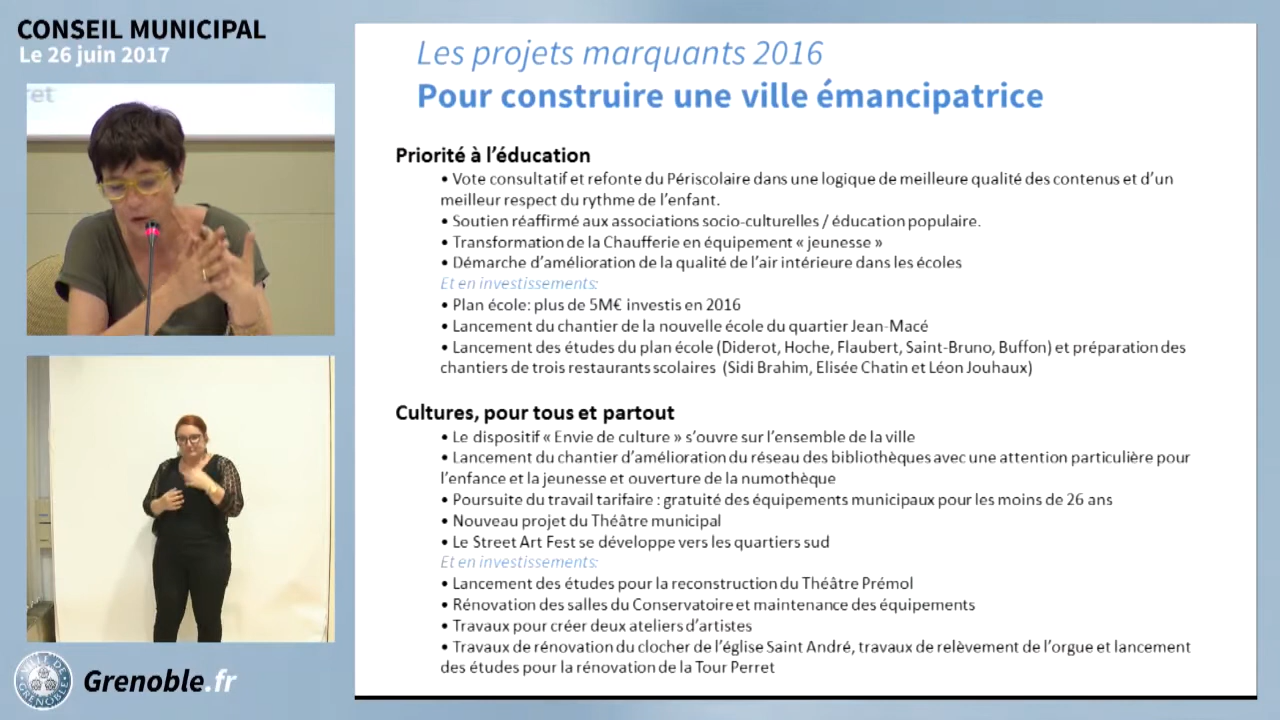 CONSEIL MUNICIPAL
Le 26 juin 2017
ret
Les projets marquants 2016
Pour construire une ville émancipatrice
Priorité à l'éducation
• Vote consultatif et refonte du Périscolaire dans une logique de meilleure qualité des contenus et d'un
meilleur respect du rythme de l'enfant.
• Soutien réaffirmé aux associations socio-culturelles / éducation populaire.
• Transformation de la Chaufferie en équipement « jeunesse »
• Démarche d'amélioration de la qualité de l'air intérieure dans les écoles
Et en investissements:
• Plan école: plus de 5M€ investis en 2016
• Lancement du chantier de la nouvelle école du quartier Jean-Macé
• Lancement des études du plan école (Diderot, Hoche, Flaubert, Saint-Bruno, Buffon) et préparation des
chantiers de trois restaurants scolaires (Sidi Brahim, Elisée Chatin et Léon Jouhaux)
Cultures, pour tous et partout
• Le dispositif « Envie de culture » s'ouvre sur l'ensemble de la ville
• Lancement du chantier d'amélioration du réseau des bibliothèques avec une attention particulière pour
l'enfance et la jeunesse et ouverture de la numothèque
• Poursuite du travail tarifaire : gratuité des équipements municipaux pour les moins de 26 ans
• Nouveau projet du Théâtre municipal
• Le Street Art Fest se développe vers les quartiers sud
Et en investissements:
• Lancement des études pour la reconstruction du Théâtre Prémol
• Rénovation des salles du Conservatoire et maintenance des équipements
• Travaux pour créer deux ateliers d'artistes
• Travaux de rénovation du clocher de l'église Saint André, travaux de relèvement de l'orgue et lancement
des études pour la rénovation de la Tour Perret
VILLE DE GRENOBLE
Grenoble.fr